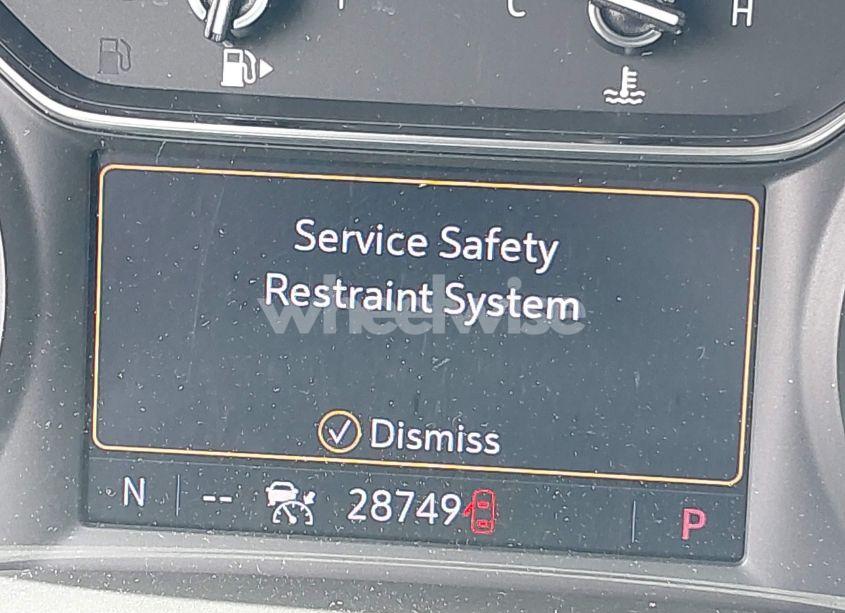 C
H
Service Safety
Restraint System
wheelwise
Dismiss
N
--
28749
P